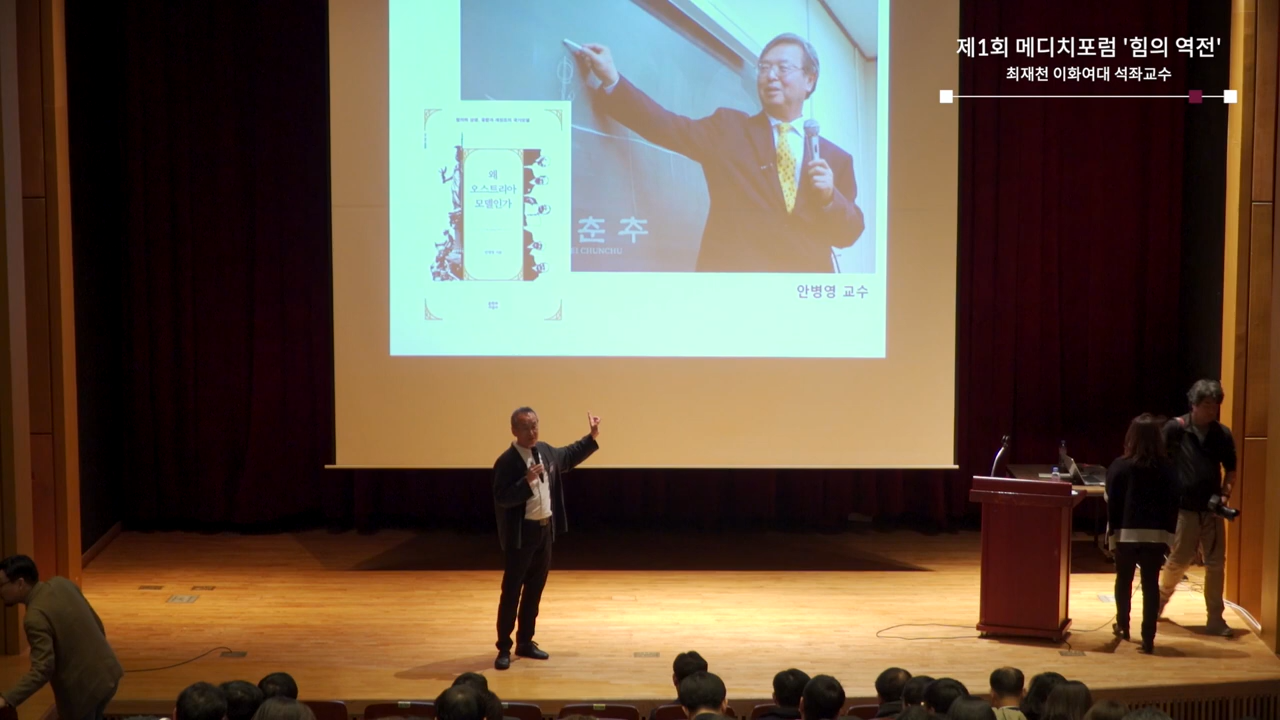 제1회 메디치포럼 '힘의 역전'
최재천 이화여대 석좌교수
왜
오스트리아
모델인가
춘추
CHUNCHU
안병영 교수